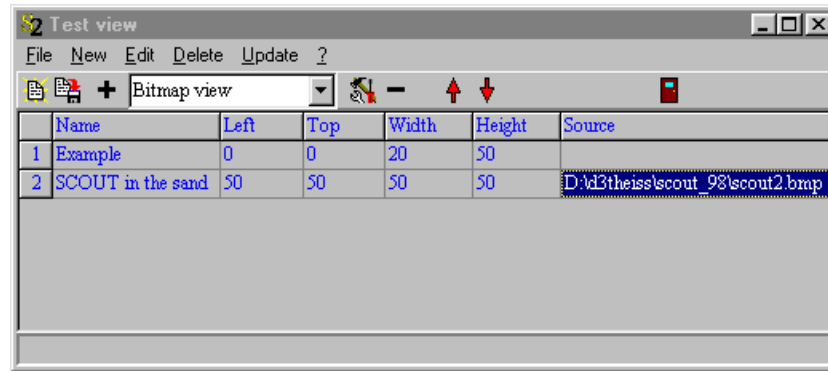 S2 Test view
File New Edit Delete Update ?
Bitmap view
Name Left Top Width Height Source
1 Example 0 0 20 50
2 SCOUT in the sand 50 50 50 50 D:\d3theiss\scout_98\scout2.bmp